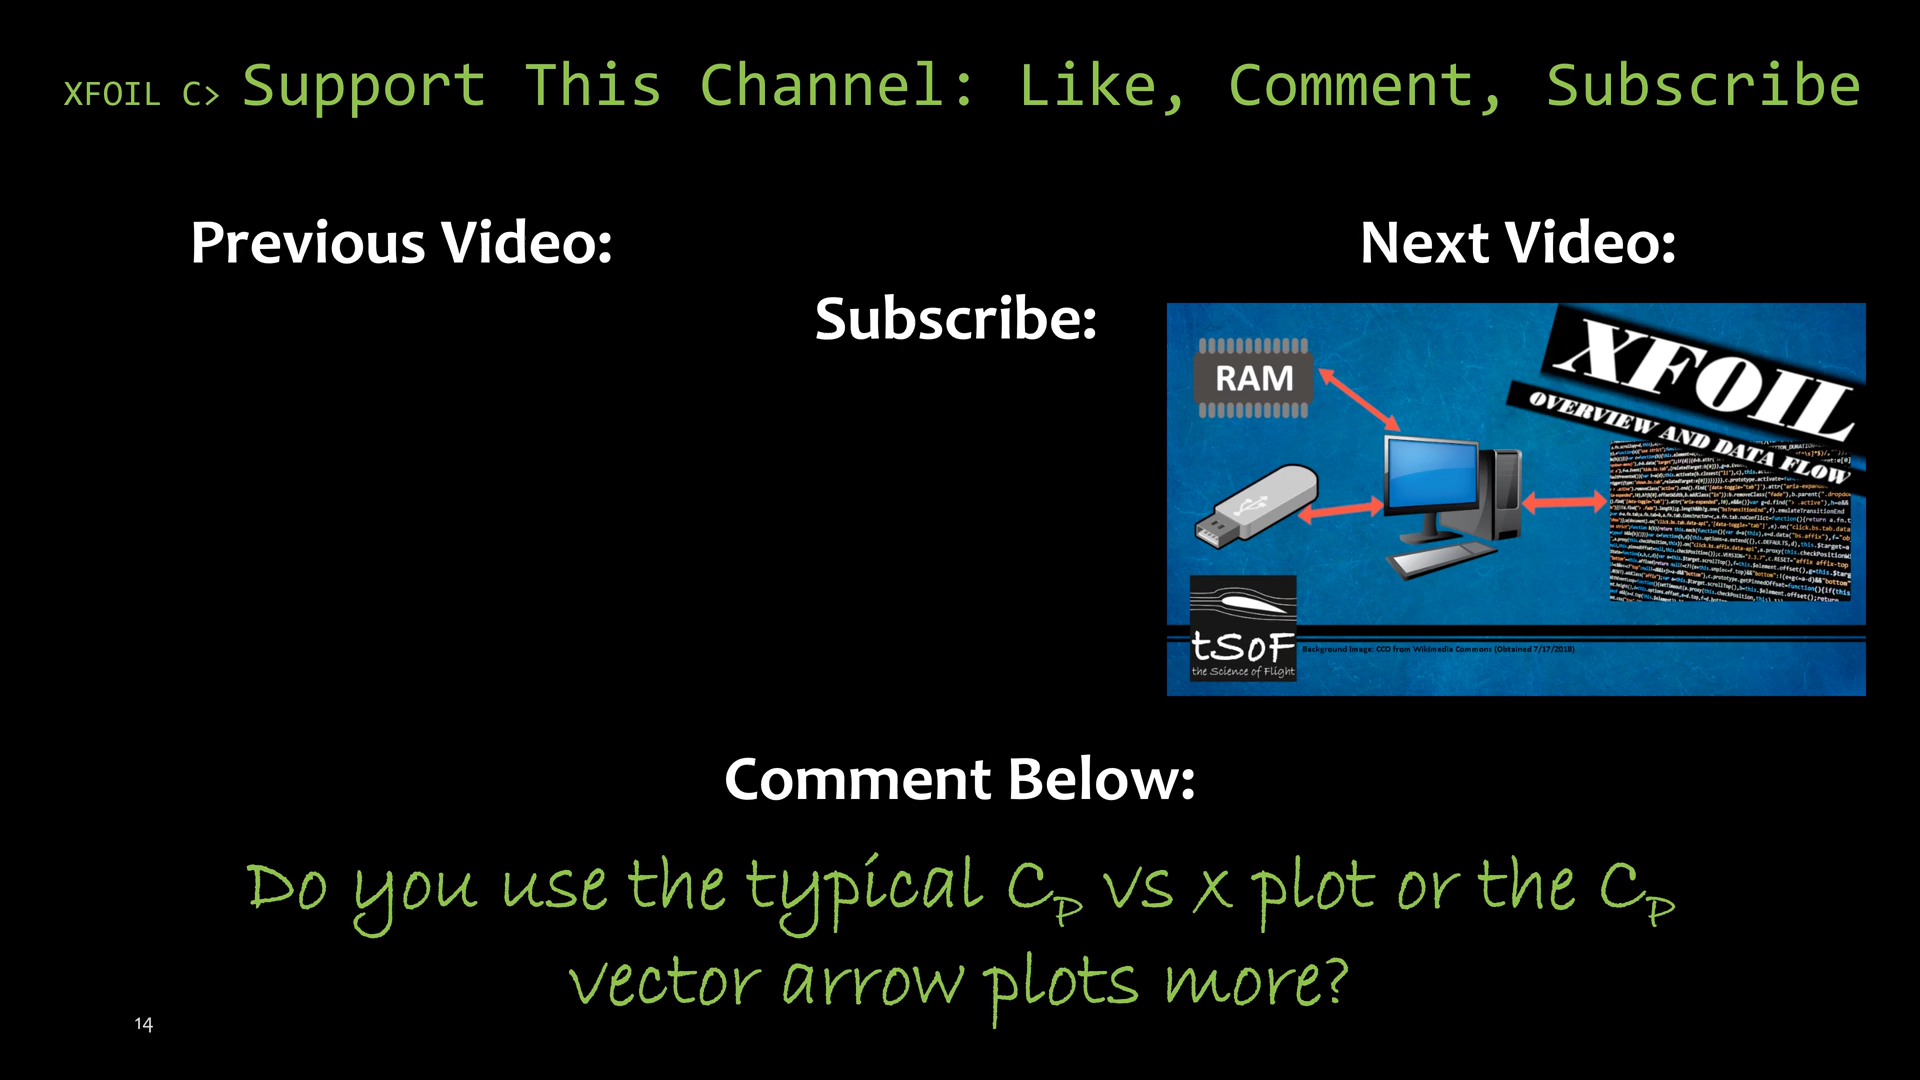 XFOIL C> Support This Channel: Like, Comment, Subscribe
Previous Video:
Next Video:
Subscribe:
RAM
XFOIL
OVERVIEW AND DATA FLOW
tSoF
the Science of Flight
Background Image: CC0 from Wikimedia Commons (Obtained 7/17/2018)
Comment Below:
Do you use the typical Cp vs x plot or the Cp
vector arrow plots more?
14